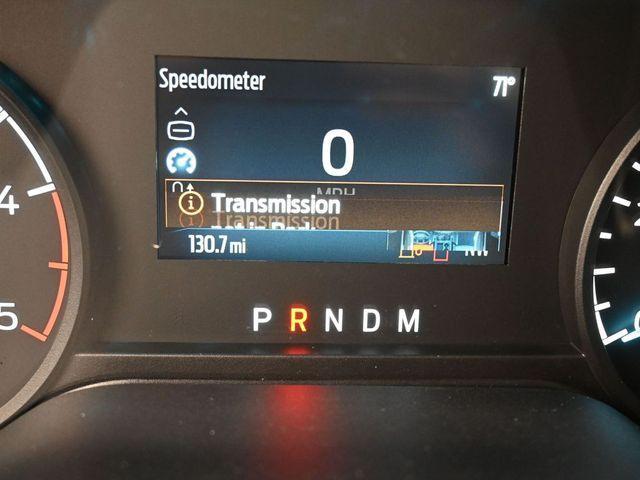 Speedometer
71°
0
MPH
Transmission
Transmission
130.7 mi
P R N D M
4
5